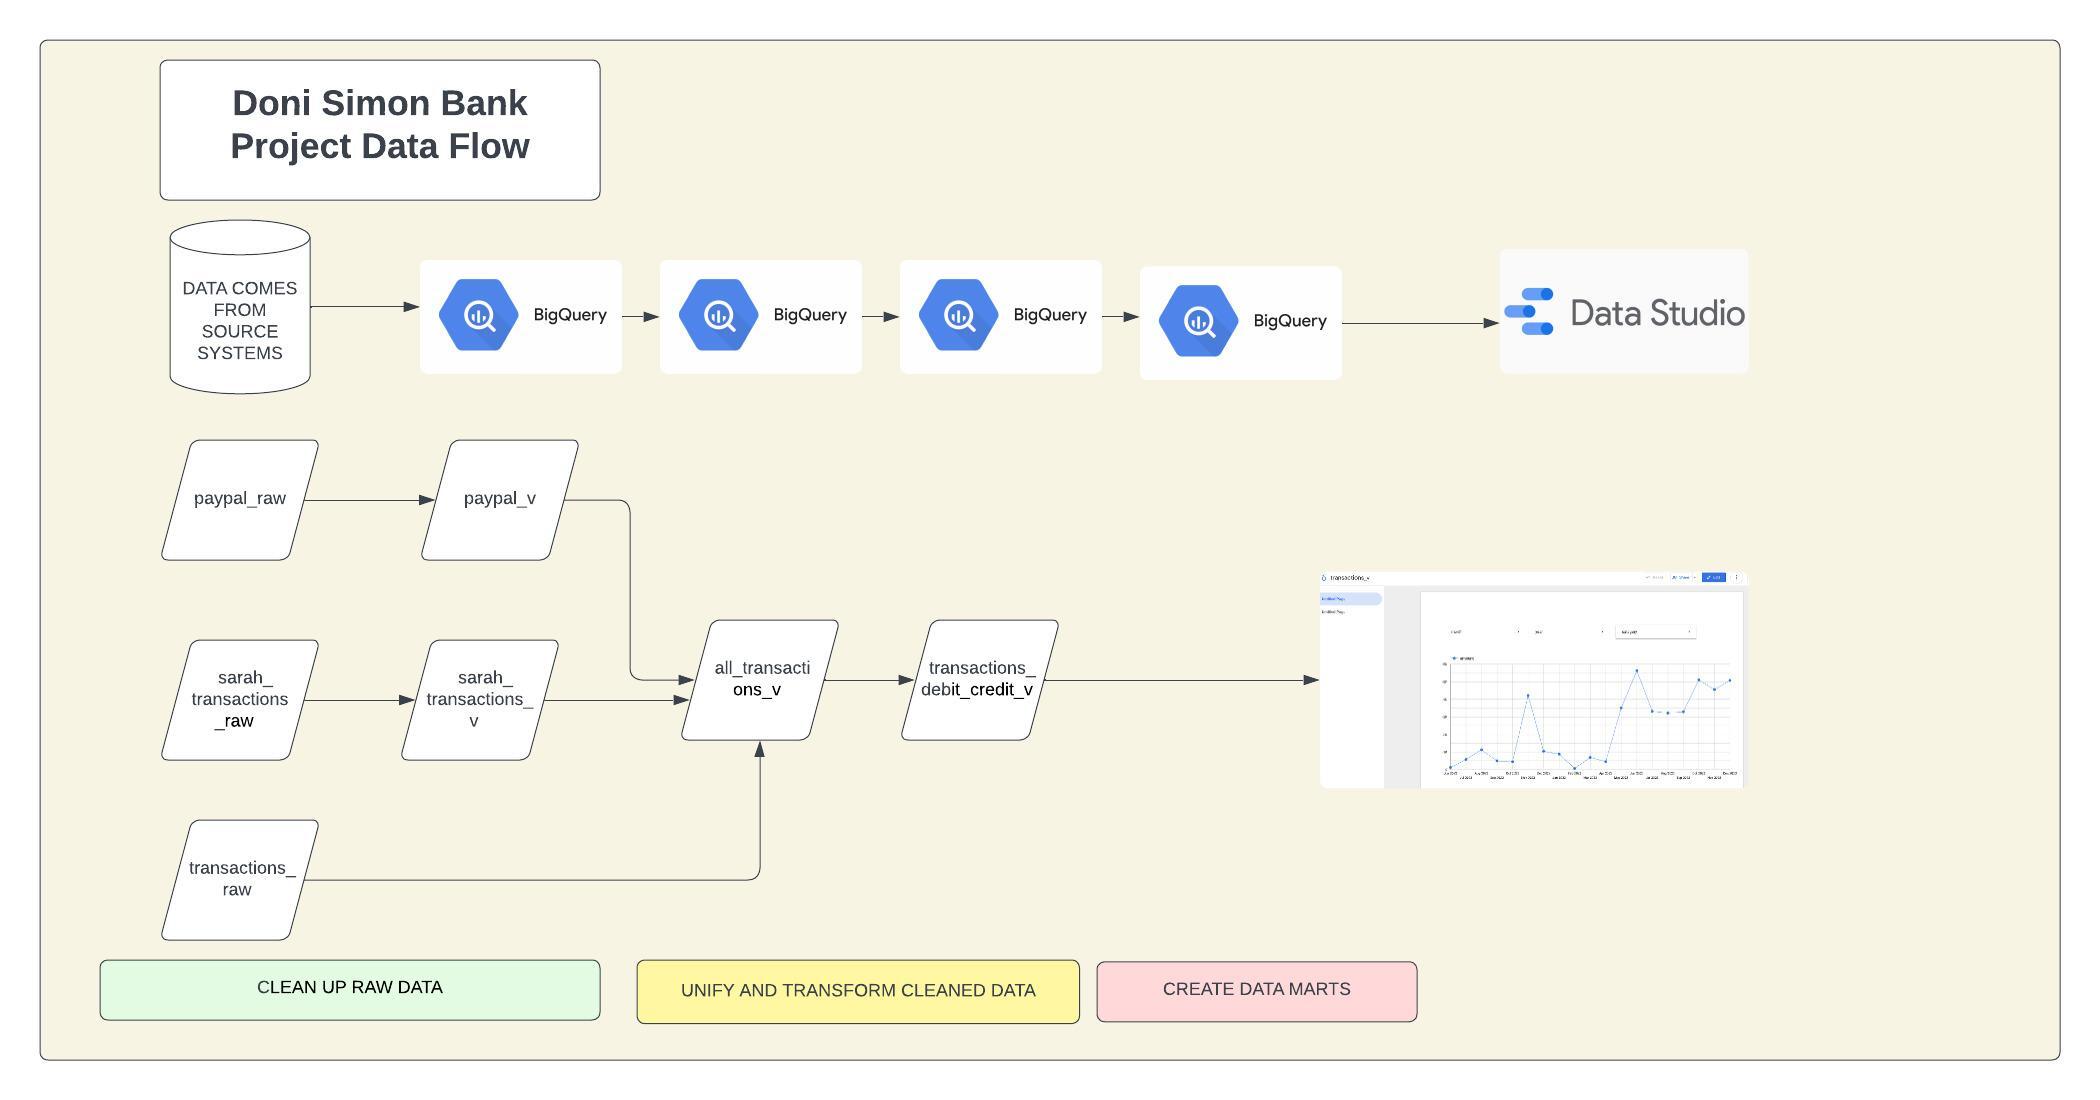 Doni Simon Bank
Project Data Flow
DATA COMES
FROM
SOURCE
SYSTEMS
BigQuery
BigQuery
BigQuery
BigQuery
Data Studio
paypal_raw
paypal_v
sarah_
transactions
_raw
sarah_
transactions_
v
all_transacti
ons_v
transactions_
debit_credit_v
transactions_v
Share
transactions_
raw
CLEAN UP RAW DATA
UNIFY AND TRANSFORM CLEANED DATA
CREATE DATA MARTS